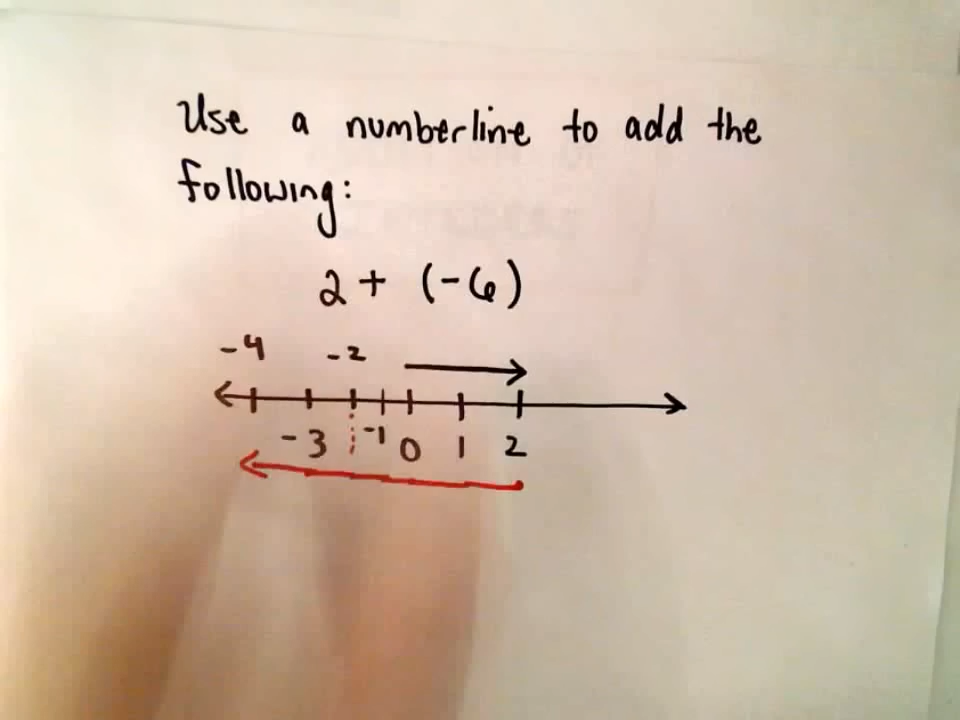 Use a numberline to add the
following:
2 + (-6)
-4 -2
-3 -1 0 1 2